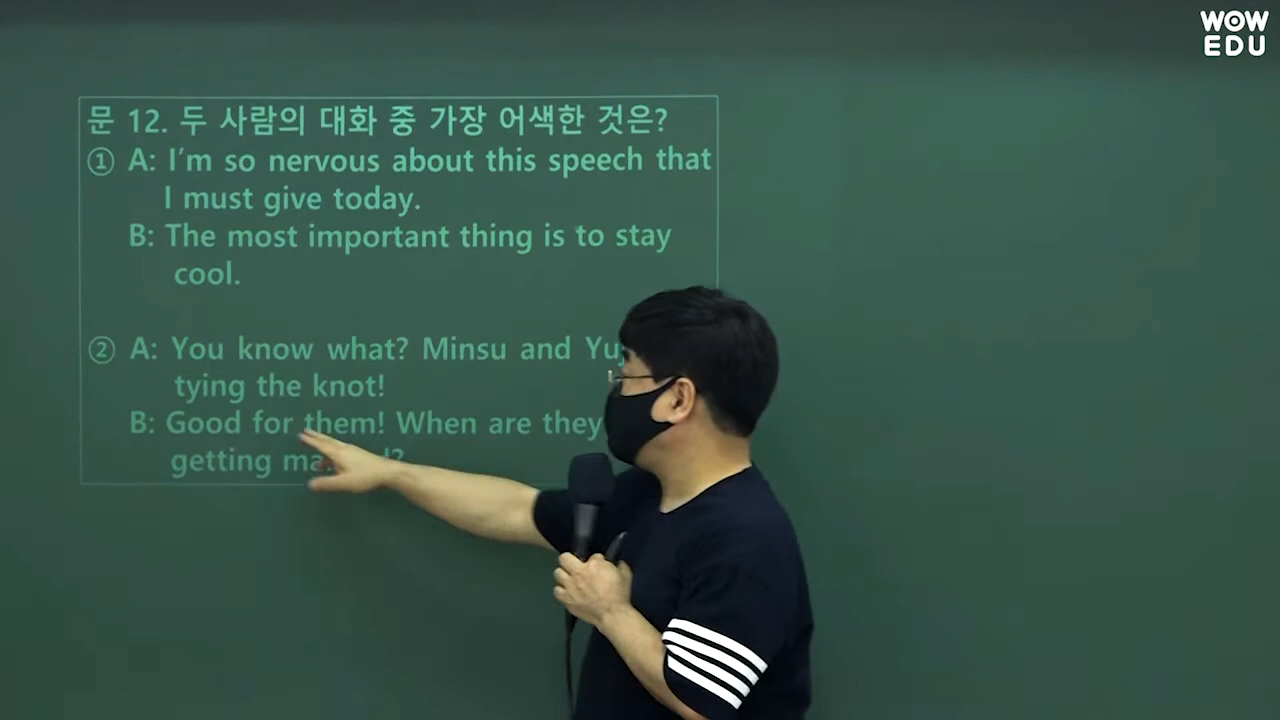 WOW
EDU
문 12. 두 사람의 대화 중 가장 어색한 것은?
① A: I'm so nervous about this speech that
I must give today.
B: The most important thing is to stay
cool.
② A: You know what? Minsu and
tying the knot!
B: Good for them! When are they
getting